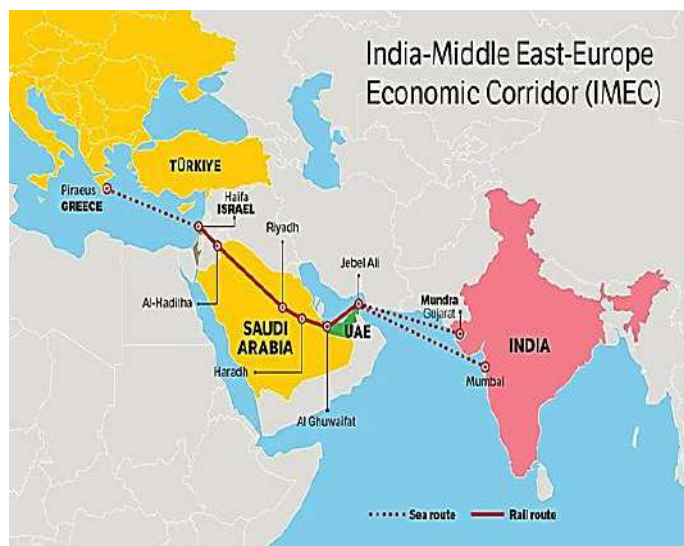 India-Middle East-Europe
Economic Corridor (IMEC)
TÜRKIYE
Piraeus
GREECE
Haifa
ISRAEL
Riyadh
Jebel Ali
Al-Haditha
Mundra
Gujarat
SAUDI
ARABIA
UAE
INDIA
Haradh
Mumbai
Al Ghuwaifat
Sea route
Rail route